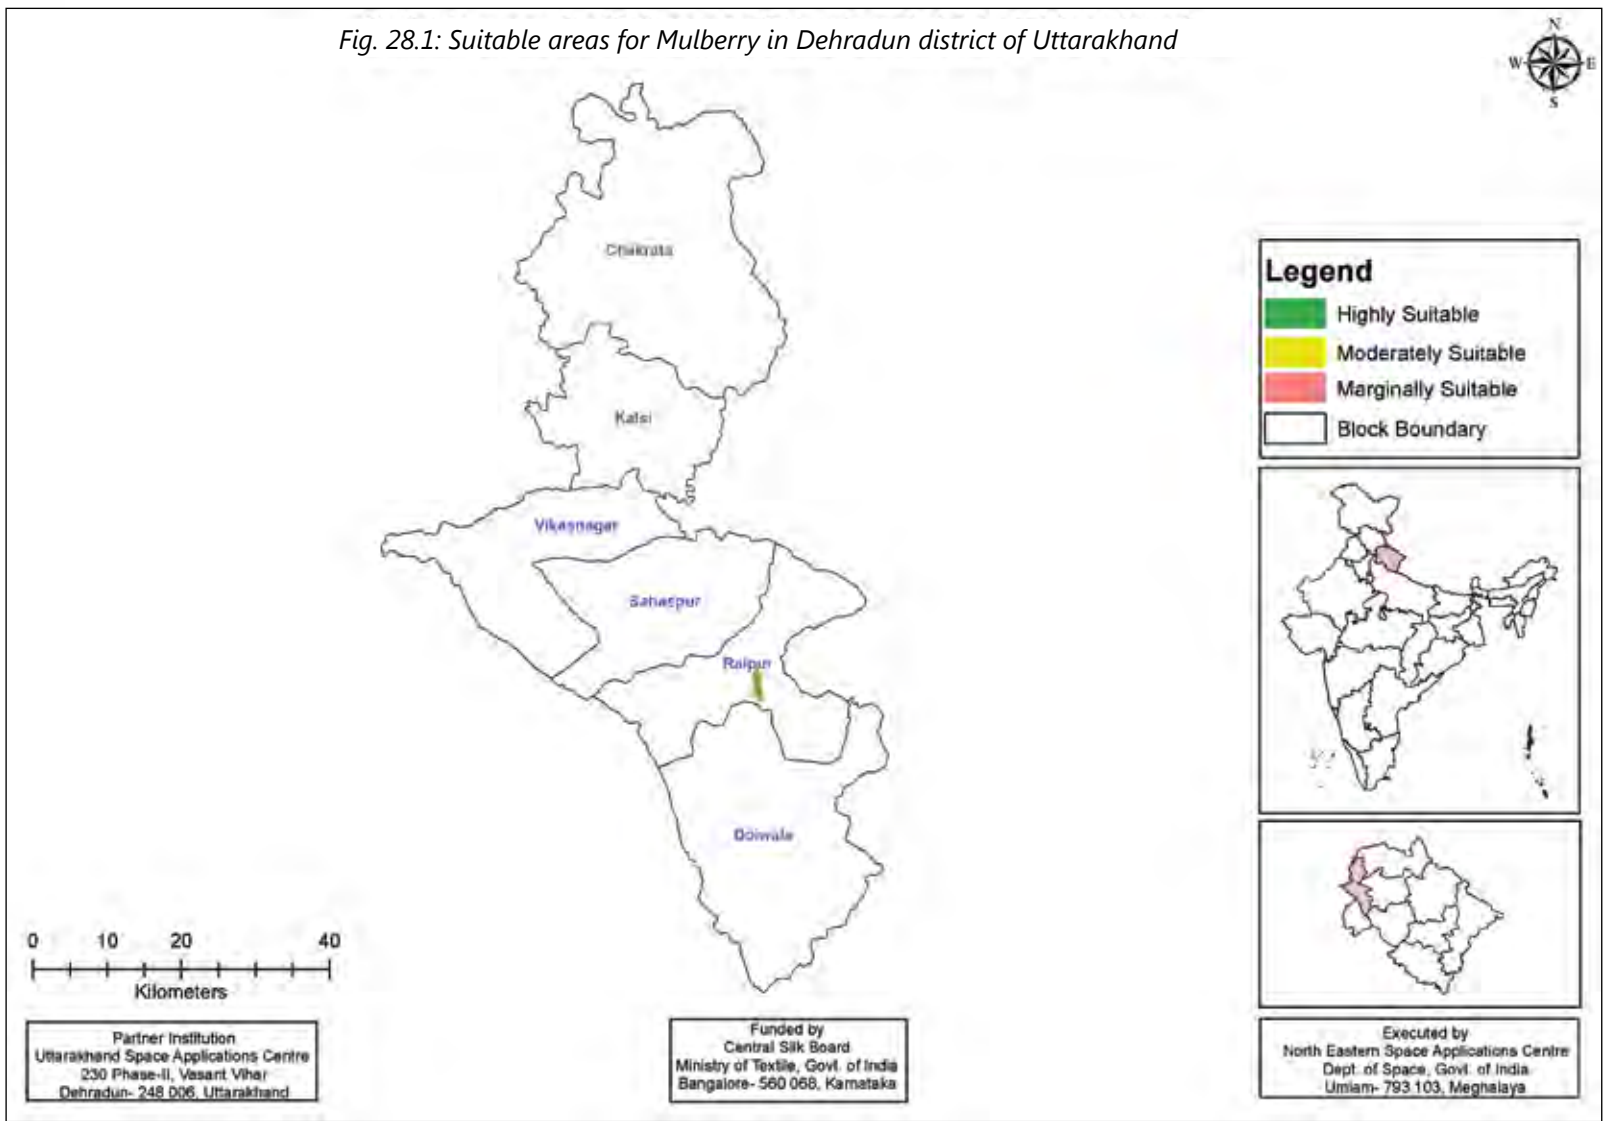 Fig. 28.1: Suitable areas for Mulberry in Dehradun district of Uttarakhand
N
W
E
S
Chakrata
Kalsi
Vikasnagar
Sahaspur
Raipur
Doiwala
Legend
Highly Suitable
Moderately Suitable
Marginally Suitable
Block Boundary
0 10 20 40
Kilometers
Partner Institution
Uttarakhand Space Applications Centre
230 Phase-II, Vasant Vihar
Dehradun- 248 006, Uttarakhand
Funded by
Central Silk Board
Ministry of Textile, Govt. of India
Bangalore- 560 068, Karnataka
Executed by
North Eastern Space Applications Centre
Dept. of Space, Govt. of India
Umiam- 793 103, Meghalaya